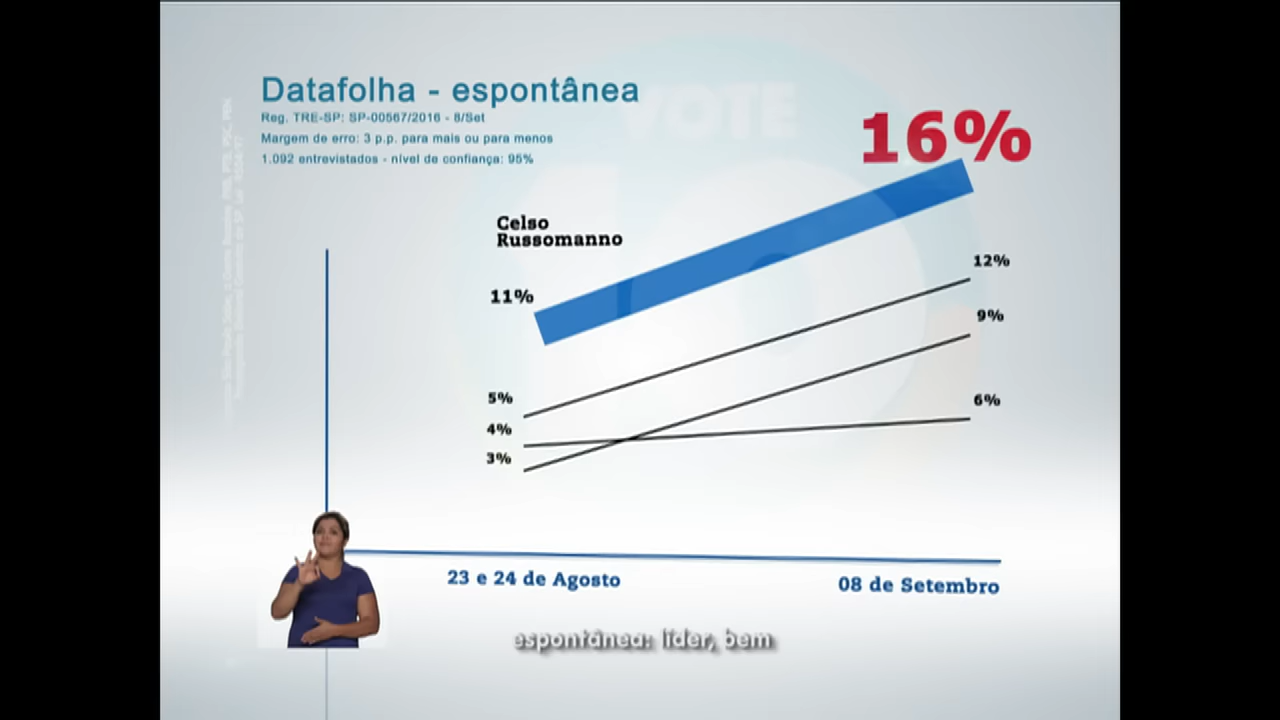 Datafolha - espontânea
Reg. TRE-SP: SP-00567/2016 - 8/Set
Margem de erro: 3 p.p. para mais ou para menos
1.092 entrevistados - nível de confiança: 95%
VOTE
16%
Celso
Russomanno
11%
12%
9%
5%
4%
3%
6%
23 e 24 de Agosto
08 de Setembro
espontânea: líder, bem